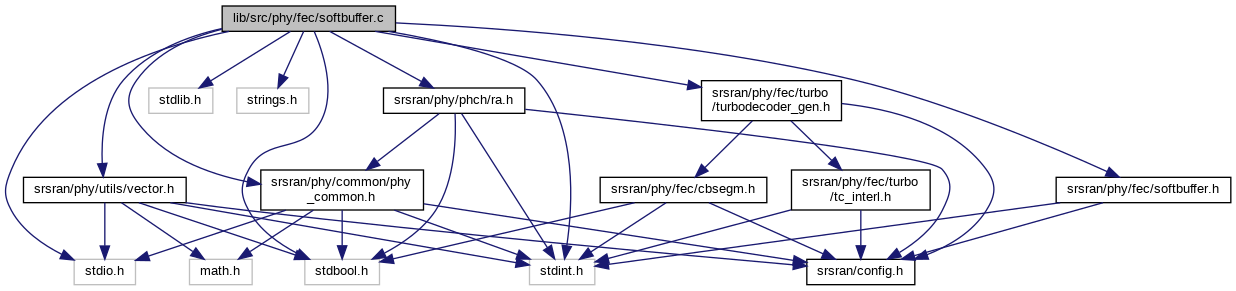 lib/src/phy/fec/softbuffer.c
stdlib.h
strings.h
srsran/phy/phch/ra.h
srsran/phy/fec/turbo
/turbodecoder_gen.h
srsran/phy/utils/vector.h
srsran/phy/common/phy
_common.h
srsran/phy/fec/cbsegm.h
srsran/phy/fec/turbo
/tc_interl.h
srsran/phy/fec/softbuffer.h
stdio.h
math.h
stdbool.h
stdint.h
srsran/config.h